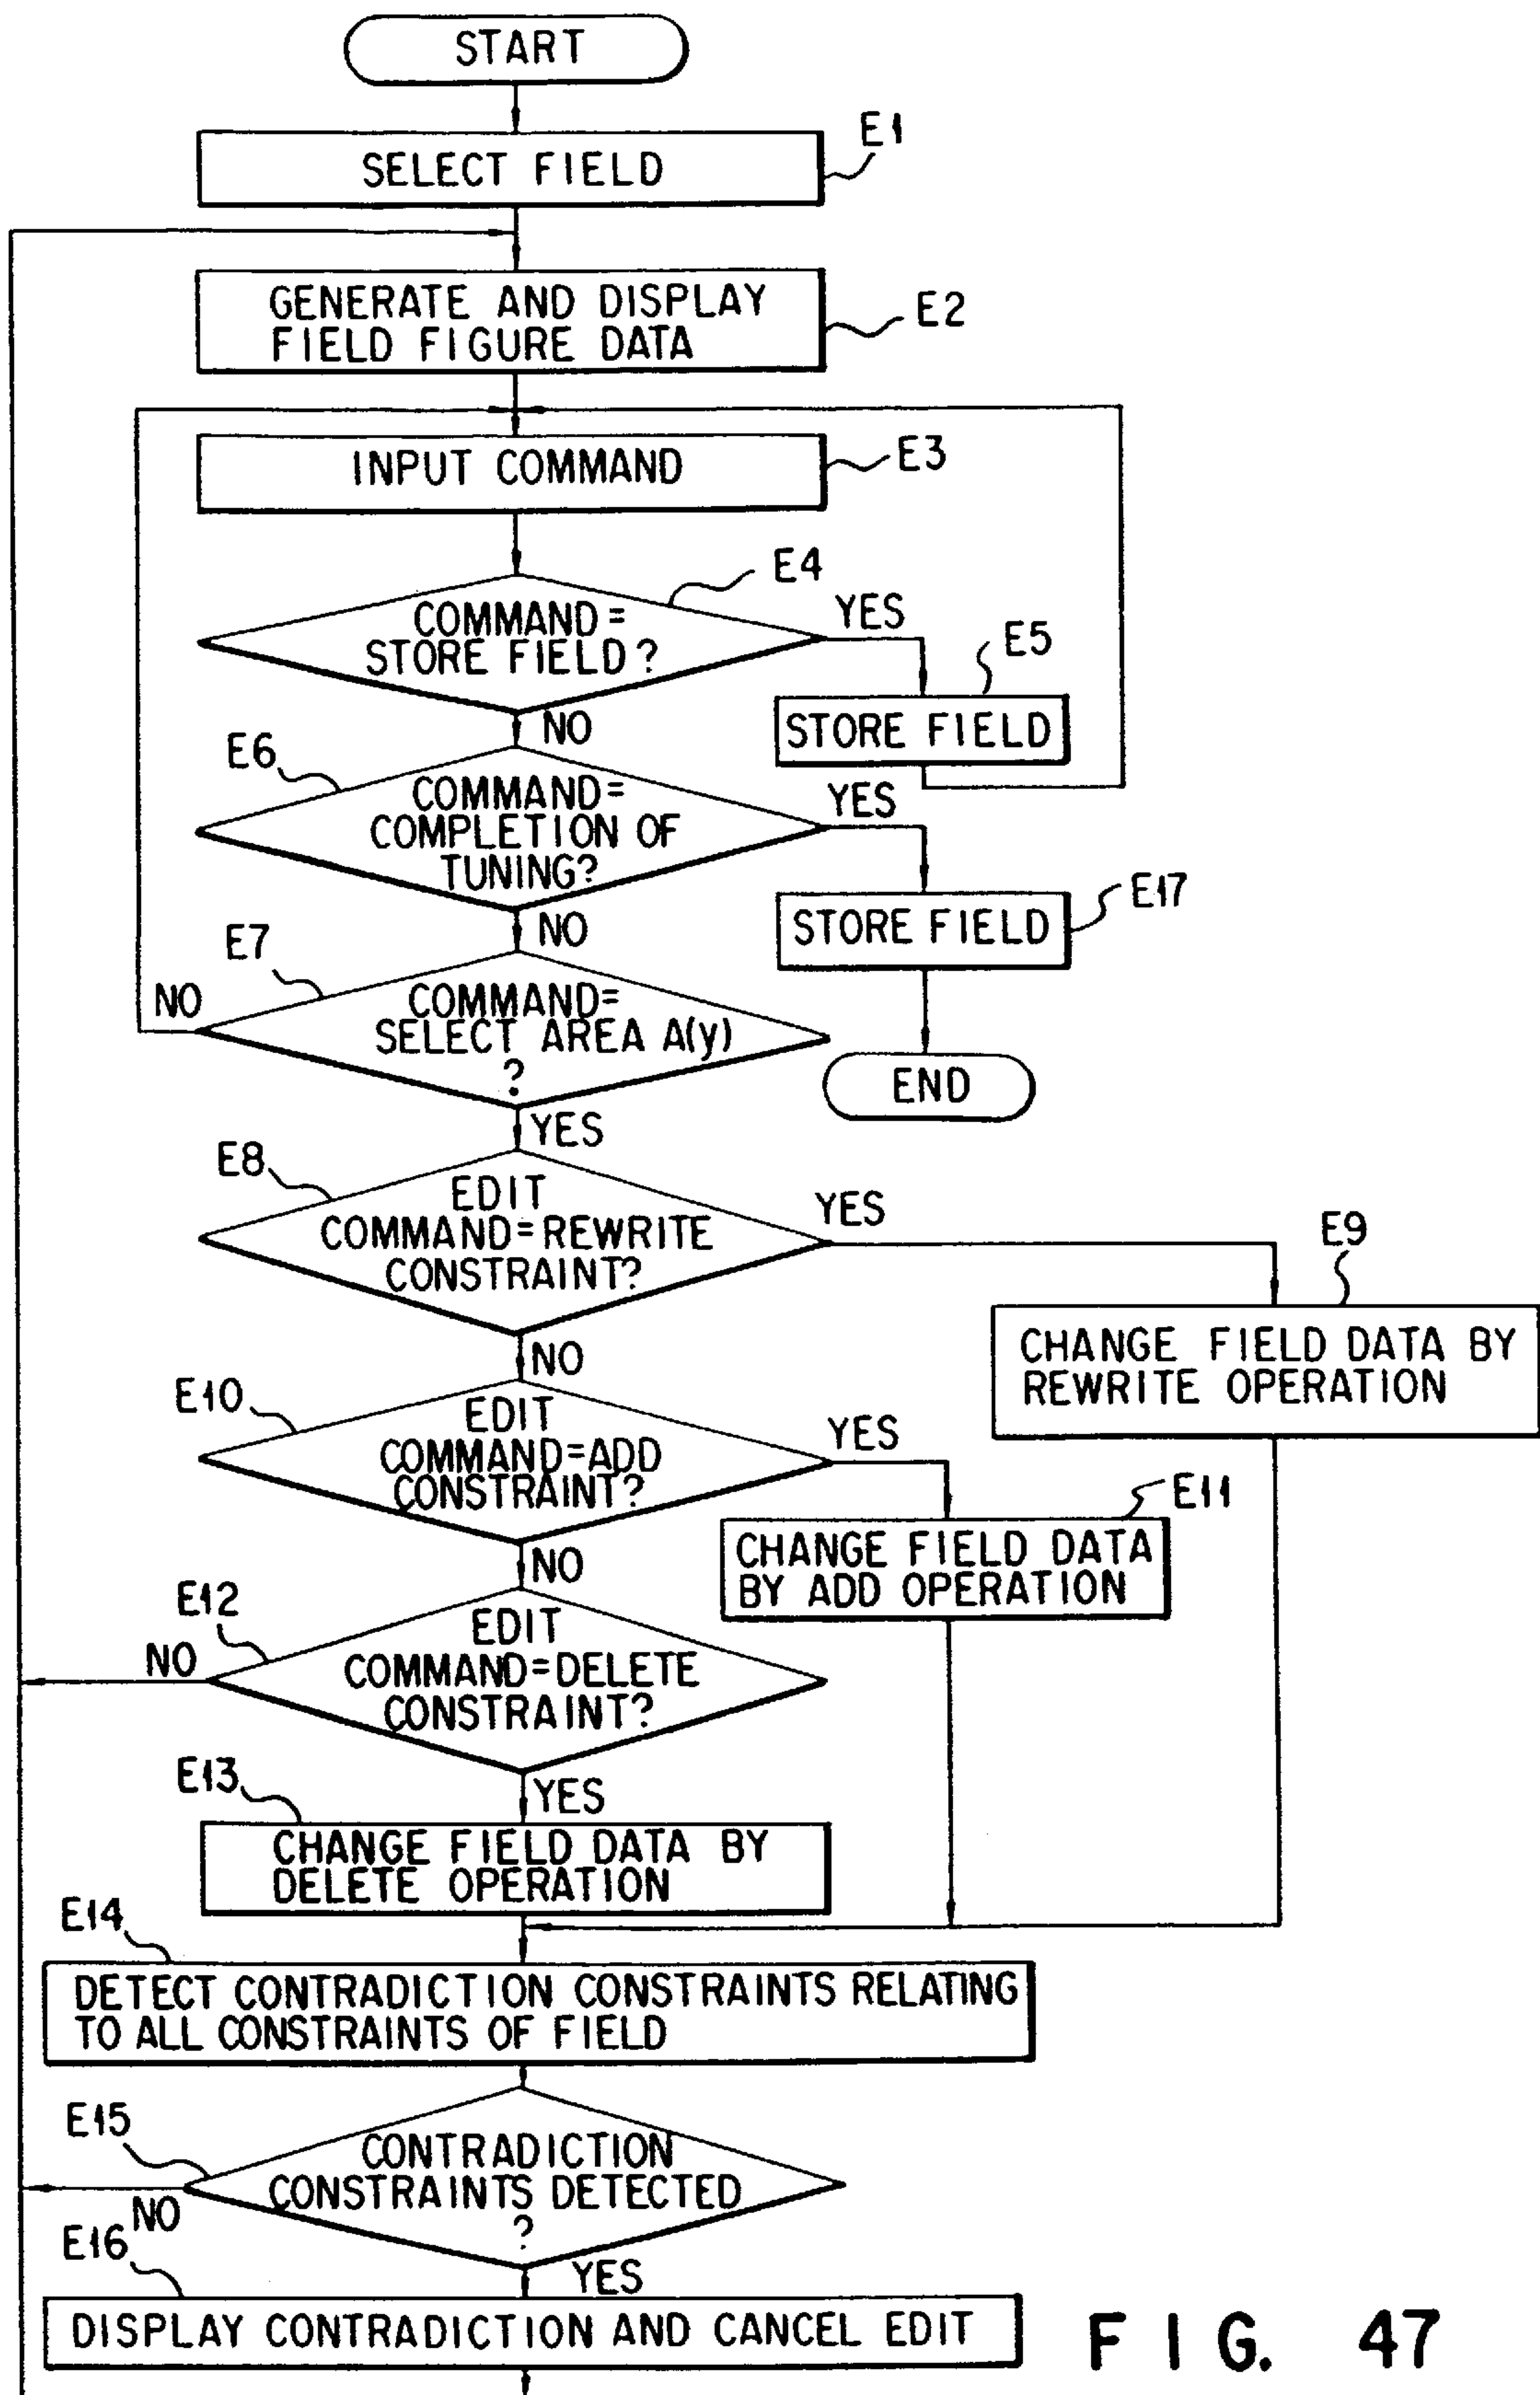 START
E1
SELECT FIELD
GENERATE AND DISPLAY
FIELD FIGURE DATA
E2
INPUT COMMAND
E3
E4
COMMAND=
STORE FIELD?
YES
E5
STORE FIELD
NO
E6
COMMAND=
COMPLETION OF
TUNING?
YES
E17
STORE FIELD
NO
E7
NO
COMMAND=
SELECT AREA A(y)
?
END
YES
E8
EDIT
COMMAND=REWRITE
CONSTRAINT?
YES
E9
CHANGE FIELD DATA BY
REWRITE OPERATION
NO
E10
EDIT
COMMAND=ADD
CONSTRAINT?
YES
E11
CHANGE FIELD DATA
BY ADD OPERATION
NO
E12
EDIT
COMMAND=DELETE
CONSTRAINT?
NO
E13
YES
CHANGE FIELD DATA BY
DELETE OPERATION
E14
DETECT CONTRADICTION CONSTRAINTS RELATING
TO ALL CONSTRAINTS OF FIELD
E15
CONTRADICTION
CONSTRAINTS DETECTED
?
NO
E16
YES
DISPLAY CONTRADICTION AND CANCEL EDIT
FIG. 47